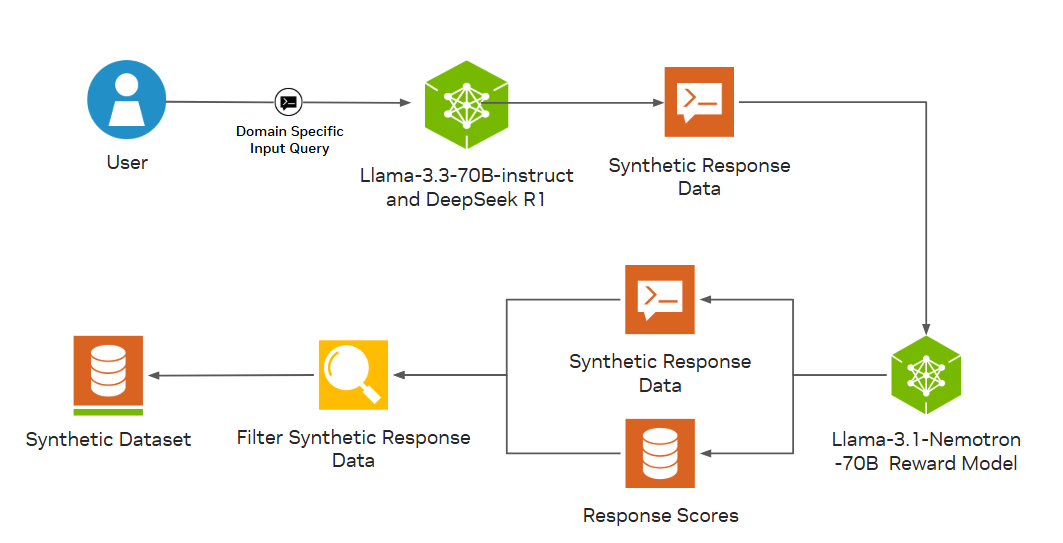 User
Domain Specific
Input Query
Llama-3.3-70B-instruct
and DeepSeek R1
Synthetic Response
Data
Synthetic Dataset
Filter Synthetic Response
Data
Synthetic Response
Data
Response Scores
Llama-3.1-Nemotron
-70B Reward Model